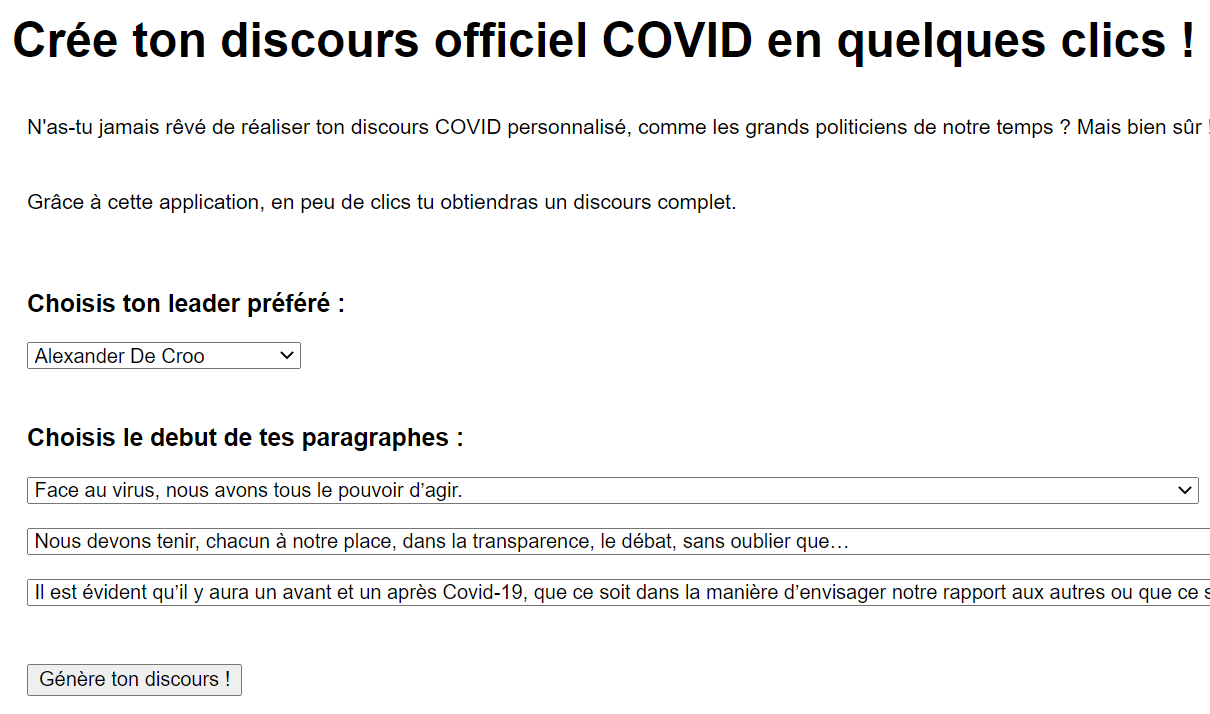 Crée ton discours officiel COVID en quelques clics !
N'as-tu jamais rêvé de réaliser ton discours COVID personnalisé, comme les grands politiciens de notre temps ? Mais bien sûr !
Grâce à cette application, en peu de clics tu obtiendras un discours complet.
Choisis ton leader préféré :
Alexander De Croo
Choisis le debut de tes paragraphes :
Face au virus, nous avons tous le pouvoir d’agir.
Nous devons tenir, chacun à notre place, dans la transparence, le débat, sans oublier que…
Il est évident qu’il y aura un avant et un après Covid-19, que ce soit dans la manière d’envisager notre rapport aux autres ou que ce s
Génère ton discours !